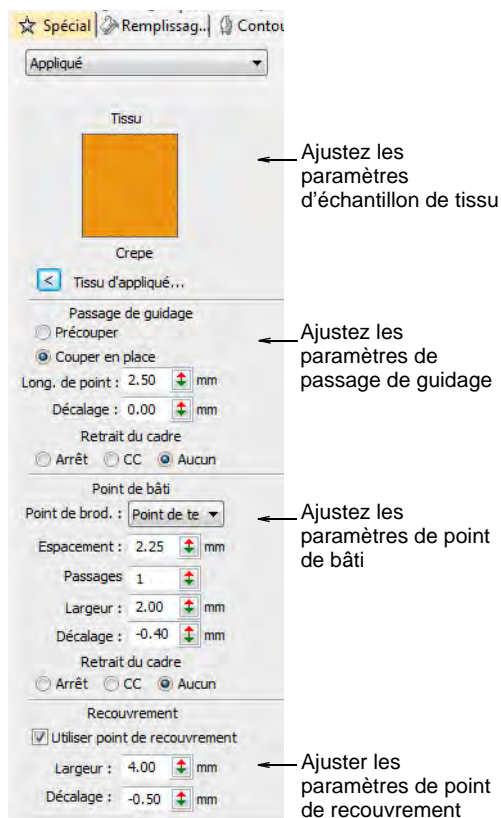 Spécial Remplissag.. Contou
Appliqué
Tissu
Ajustez les
paramètres
d'échantillon de tissu
Crepe
< Tissu d'appliqué...
Passage de guidage
Précouper
Couper en place
Long. de point : 2.50 mm
Décalage : 0.00 mm
Retrait du cadre
Arrêt CC Aucun
Ajustez les
paramètres de
passage de guidage
Point de bâti
Point de brod. : Point de te
Espacement : 2.25 mm
Passages 1
Largeur : 2.00 mm
Décalage : -0.40 mm
Retrait du cadre
Arrêt CC Aucun
Ajustez les
paramètres de point
de bâti
Recouvrement
Utiliser point de recouvrement
Largeur : 4.00 mm
Décalage : -0.50 mm
Ajuster les
paramètres de point
de recouvrement